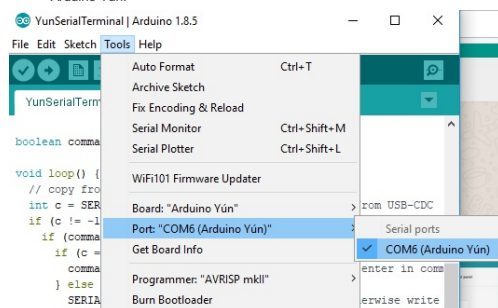 Arduino Yun.
YunSerialTerminal | Arduino 1.8.5
File Edit Sketch Tools Help
Auto Format Ctrl+T
Archive Sketch
YunSerialTerm Fix Encoding & Reload
Serial Monitor Ctrl+Shift+M
boolean comma Serial Plotter Ctrl+Shift+L
void loop() { WiFi101 Firmware Updater
// copy fro
int c = SER Board: "Arduino Yún" rom USB-CDC
if (c != -1 Port: "COM6 (Arduino Yún)" Serial ports
if (comma
if (c = Get Board Info COM6 (Arduino Yún)
comma enter in comm
} else Programmer: "AVRISP mkII"
SERIA Burn Bootloader erwise write